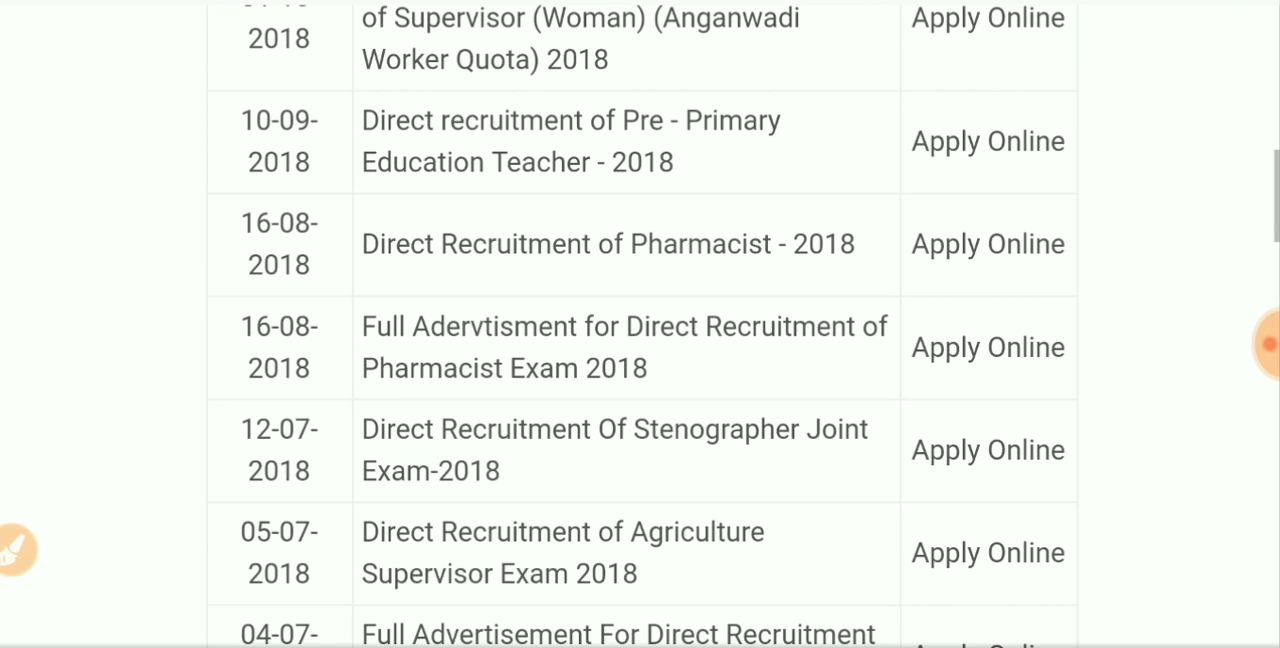 of Supervisor (Woman) (Anganwadi
Apply Online
2018
Worker Quota) 2018
10-09-
2018
Direct recruitment of Pre - Primary
Education Teacher - 2018
Apply Online
16-08-
2018
Direct Recruitment of Pharmacist - 2018
Apply Online
16-08-
2018
Full Adervtisment for Direct Recruitment of
Pharmacist Exam 2018
Apply Online
12-07-
2018
Direct Recruitment Of Stenographer Joint
Exam-2018
Apply Online
05-07-
2018
Direct Recruitment of Agriculture
Supervisor Exam 2018
Apply Online
04-07-
Full Advertisement For Direct Recruitment